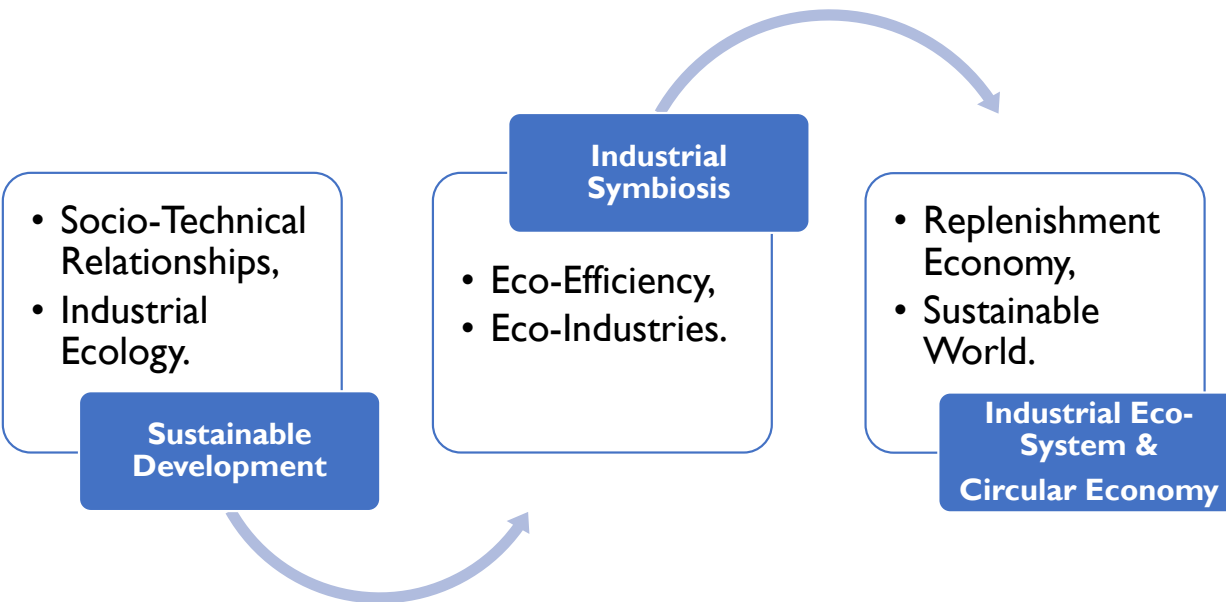 • Socio-Technical
Relationships,
• Industrial
Ecology.
Sustainable
Development
Industrial
Symbiosis
• Eco-Efficiency,
• Eco-Industries.
• Replenishment
Economy,
• Sustainable
World.
Industrial Eco-
System &
Circular Economy